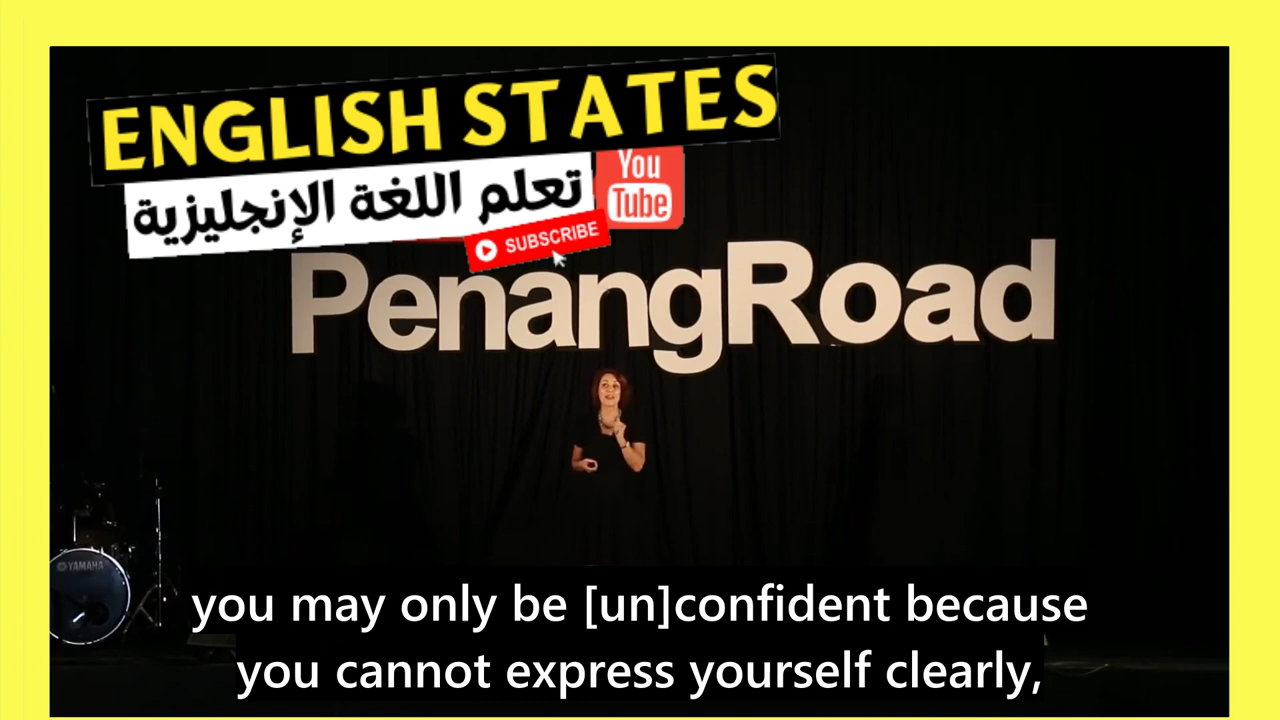 ENGLISH STATES
تعلم اللغة الإنجليزية
You
Tube
SUBSCRIBE
PenangRoad
YAMAHA
you may only be [un]confident because
you cannot express yourself clearly,